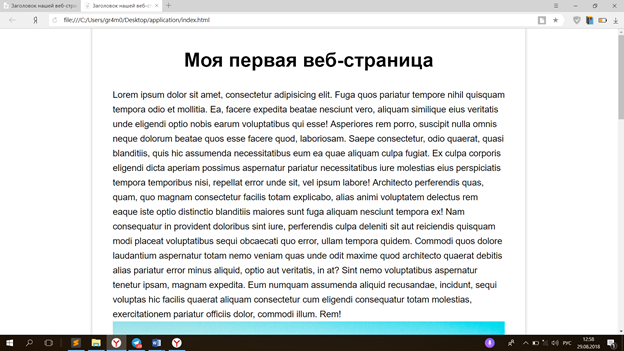 Заголовок нашей веб-стра
Заголовок нашей веб-ст
file:///C:/Users/gr4m0/Desktop/application/index.html
Моя первая веб-страница
Lorem ipsum dolor sit amet, consectetur adipisicing elit. Fuga quos pariatur tempore nihil quisquam
tempora odio et mollitia. Ea, facere expedita beatae nesciunt vero, aliquam similique eius veritatis
unde eligendi optio nobis earum voluptatibus qui esse! Asperiores rem porro, suscipit nulla omnis
neque dolorum beatae quos esse facere quod, laboriosam. Saepe consectetur, odio quaerat, quasi
blanditiis, quis hic assumenda necessitatibus eum ea quae aliquam culpa fugiat. Ex culpa corporis
eligendi dicta aperiam possimus aspernatur pariatur necessitatibus iure molestias eius perspiciatis
tempora temporibus nisi, repellat error unde sit, vel ipsum labore! Architecto perferendis quas,
quam, quo magnam consectetur facilis totam explicabo, alias animi voluptatem delectus rem
eaque iste optio distinctio blanditiis maiores sunt fuga aliquam nesciunt tempora ex! Nam
consequatur in provident doloribus sint iure, perferendis culpa deleniti sit aut reiciendis quisquam
modi placeat voluptatibus sequi obcaecati quo error, ullam tempora quidem. Commodi quos dolore
laudantium aspernatur totam nemo veniam quas unde odit maxime quod architecto quaerat debitis
alias pariatur error minus aliquid, optio aut veritatis, in at? Sint nemo voluptatibus aspernatur
tenetur ipsam, magnam expedita. Eum numquam assumenda aliquid recusandae, incidunt, sequi
voluptas hic facilis quaerat aliquam consectetur cum eligendi consequatur totam molestias,
exercitationem pariatur officiis dolor, commodi illum. Rem!
РУС
12:58
29.08.2018